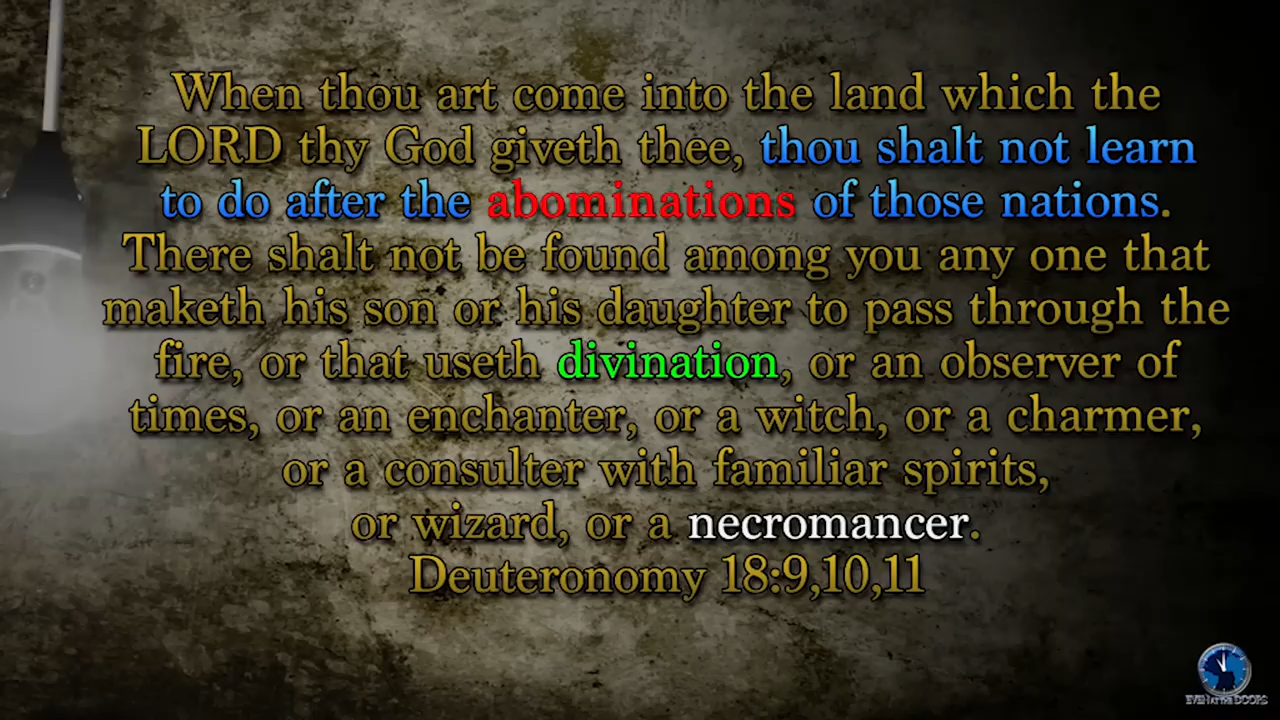 When thou art come into the land which the
LORD thy God giveth thee, thou shalt not learn
to do after the abominations of those nations.
There shalt not be found among you any one that
maketh his son or his daughter to pass through the
fire, or that useth divination, or an observer of
times, or an enchanter, or a witch, or a charmer,
or a consulter with familiar spirits,
or wizard, or a necromancer.
Deuteronomy 18:9,10,11
EVEN AT THE DOORS